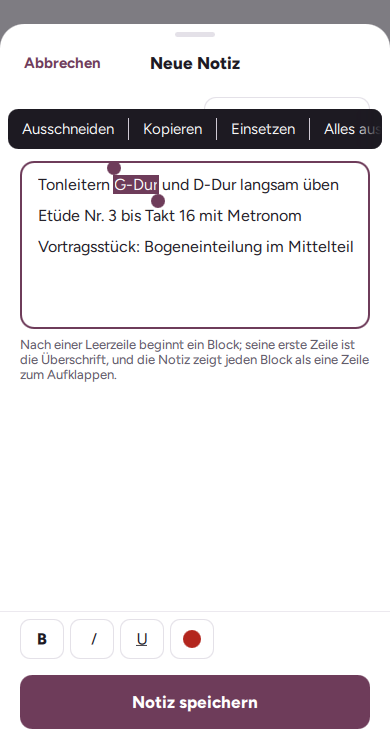 Abbrechen
Neue Notiz
Ausschneiden Kopieren Einsetzen Alles aus
Tonleitern G-Dur und D-Dur langsam üben
Etüde Nr. 3 bis Takt 16 mit Metronom
Vortragsstück: Bogeneinteilung im Mittelteil
Nach einer Leerzeile beginnt ein Block; seine erste Zeile ist
die Überschrift, und die Notiz zeigt jeden Block als eine Zeile
zum Aufklappen.
B I U
Notiz speichern